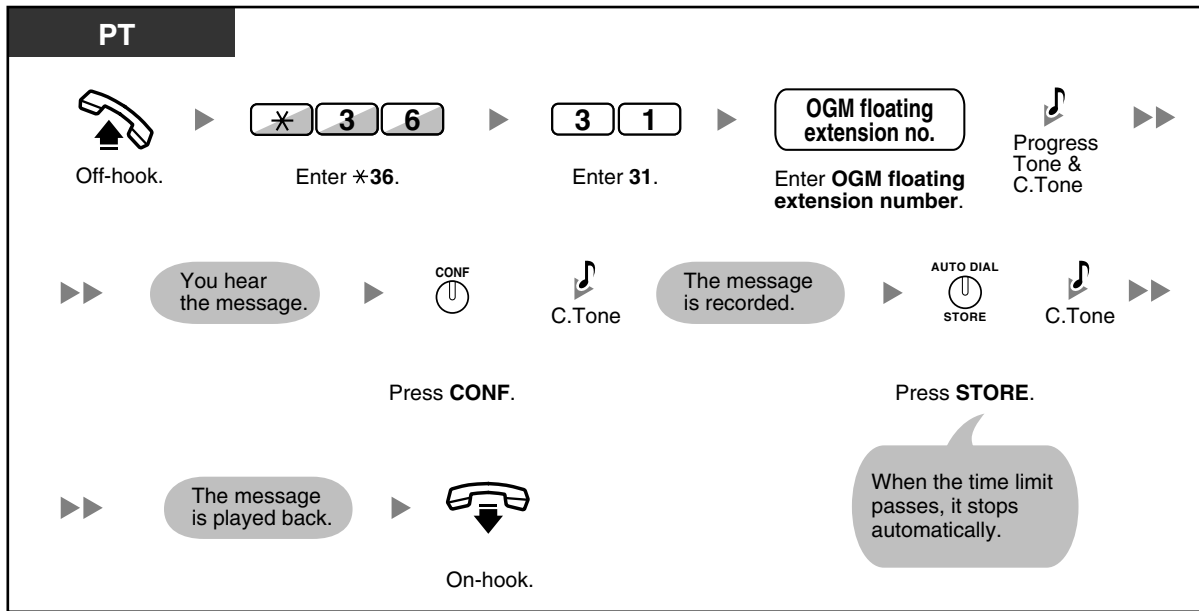 PT
✳ 3 6
3 1
OGM floating
extension no.
Off-hook.
Enter ✳36.
Enter 31.
Enter OGM floating
extension number.
Progress
Tone &
C.Tone
You hear
the message.
CONF
C.Tone
The message
is recorded.
AUTO DIAL
STORE
C.Tone
Press CONF.
Press STORE.
The message
is played back.
When the time limit
passes, it stops
automatically.
On-hook.